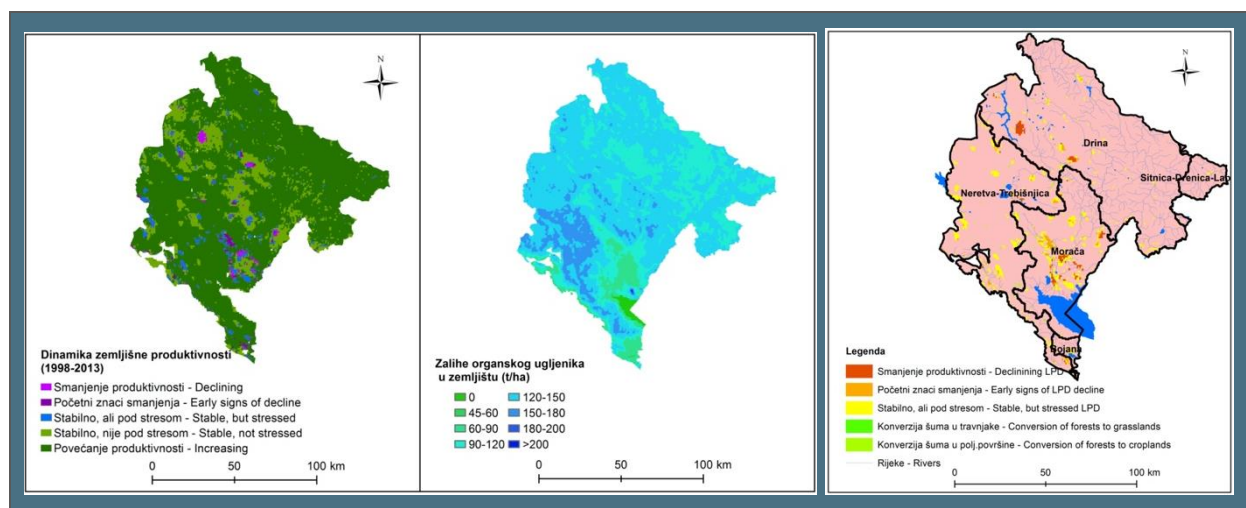 N
Dinamika zemljišne produktivnosti
(1998-2013)
Smanjenje produktivnosti - Declining
Početni znaci smanjenja - Early signs of decline
Stabilno, ali pod stresom - Stable, but stressed
Stabilno, nije pod stresom - Stable, not stressed
Povećanje produktivnosti - Increasing
0 50 100 km
N
Zalihe organskog ugljenika
u zemljištu (t/ha)
0
45-60
60-90
90-120
120-150
150-180
180-200
>200
0 50 100 km
N
Drina
Sitnica-Drenica-Lab
Neretva-Trebišnjica
Morača
Bojana
Legenda
Smanjenje produktivnosti - Declinining LPD
Početni znaci smanjenja - Early signs of LPD decline
Stabilno, ali pod stresom - Stable, but stressed LPD
Konverzija šuma u travnjake - Conversion of forests to grasslands
Konverzija šuma u polj.površine - Conversion of forests to croplands
Rijeke - Rivers
0 50 100 km